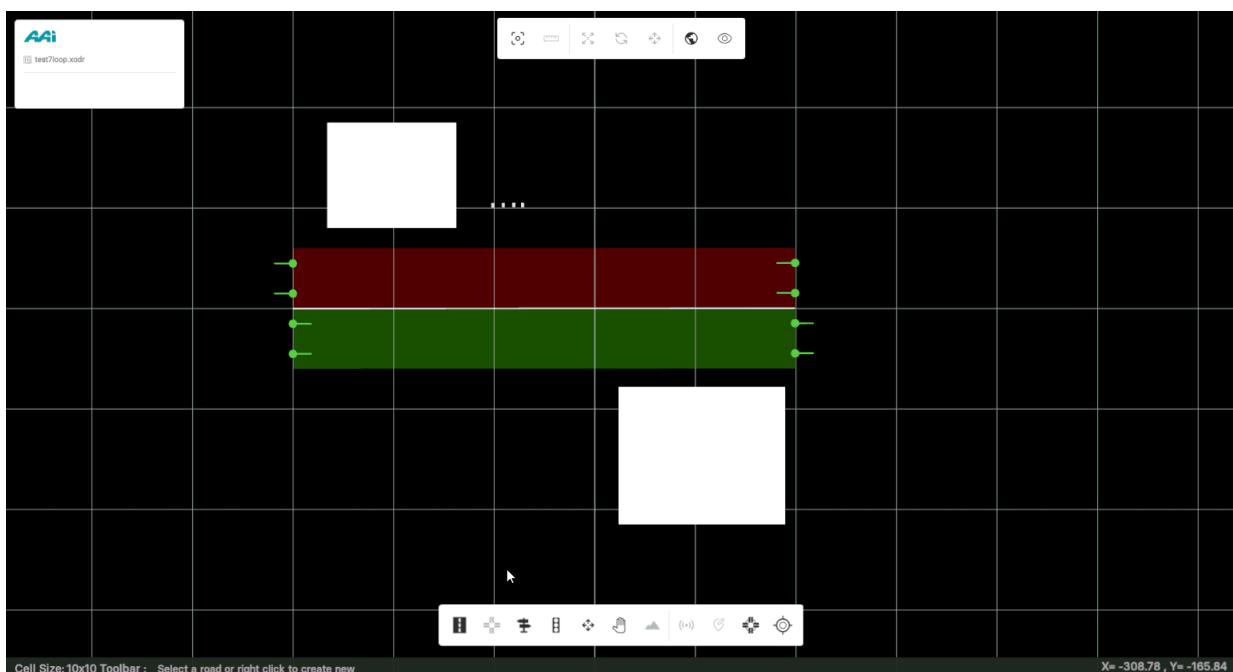 AAi
test7loop.xodr
Cell Size: 10x10 Toolbar : Select a road or right click to create new
X= -308.78 , Y= -165.84